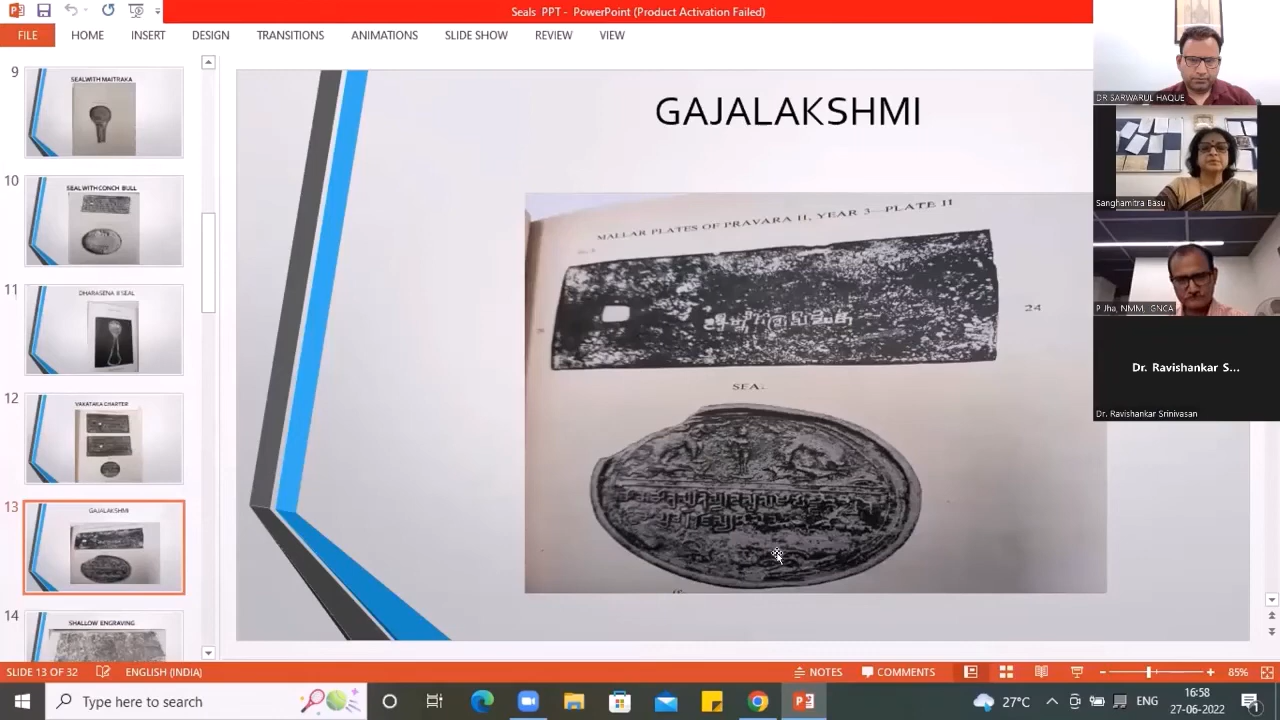 Seals PPT - PowerPoint (Product Activation Failed)
FILE HOME INSERT DESIGN TRANSITIONS ANIMATIONS SLIDE SHOW REVIEW VIEW
9
SEAL WITH MAITRAKA
10
SEAL WITH CONCH BULL
11
DHARASENA II SEAL
12
VAKATAKA CHARTER
13
GAJALAKSHMI
14
SHALLOW ENGRAVING
GAJALAKSHMI
MALLAR PLATES OF PRAVARA II, YEAR 3—PLATE II
24
SEAL
DR SARWARUL HAQUE
Sanghamitra Basu
P Jha, NMM, IGNCA
Dr. Ravishankar S...
Dr. Ravishankar Srinivasan
SLIDE 13 OF 32 ENGLISH (INDIA) NOTES COMMENTS 85%
Type here to search
27°C ENG 16:58
27-06-2022
1